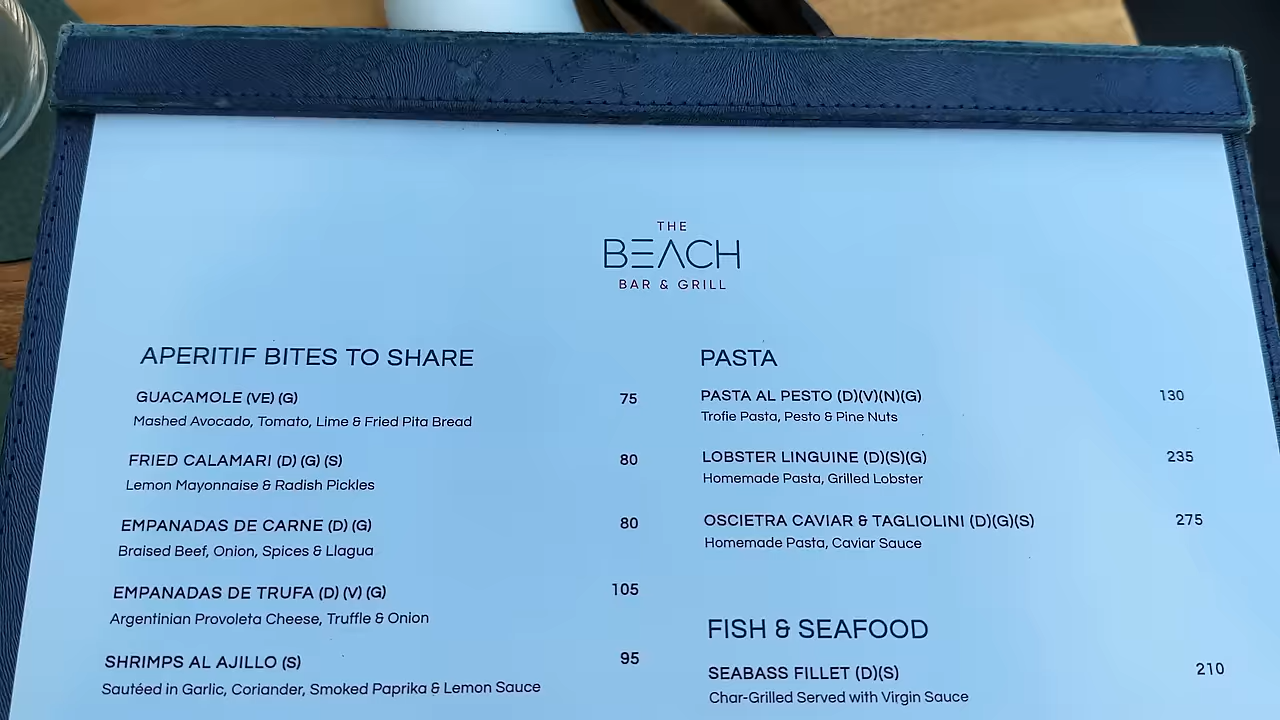 THE
BEACH
BAR & GRILL
APERITIF BITES TO SHARE
GUACAMOLE (VE) (G) 75
Mashed Avocado, Tomato, Lime & Fried Pita Bread
FRIED CALAMARI (D) (G) (S) 80
Lemon Mayonnaise & Radish Pickles
EMPANADAS DE CARNE (D) (G) 80
Braised Beef, Onion, Spices & Llagua
EMPANADAS DE TRUFA (D) (V) (G) 105
Argentinian Provoleta Cheese, Truffle & Onion
SHRIMPS AL AJILLO (S) 95
Sautéed in Garlic, Coriander, Smoked Paprika & Lemon Sauce
PASTA
PASTA AL PESTO (D)(V)(N)(G) 130
Trofie Pasta, Pesto & Pine Nuts
LOBSTER LINGUINE (D)(S)(G) 235
Homemade Pasta, Grilled Lobster
OSCIETRA CAVIAR & TAGLIOLINI (D)(G)(S) 275
Homemade Pasta, Caviar Sauce
FISH & SEAFOOD
SEABASS FILLET (D)(S) 210
Char-Grilled Served with Virgin Sauce